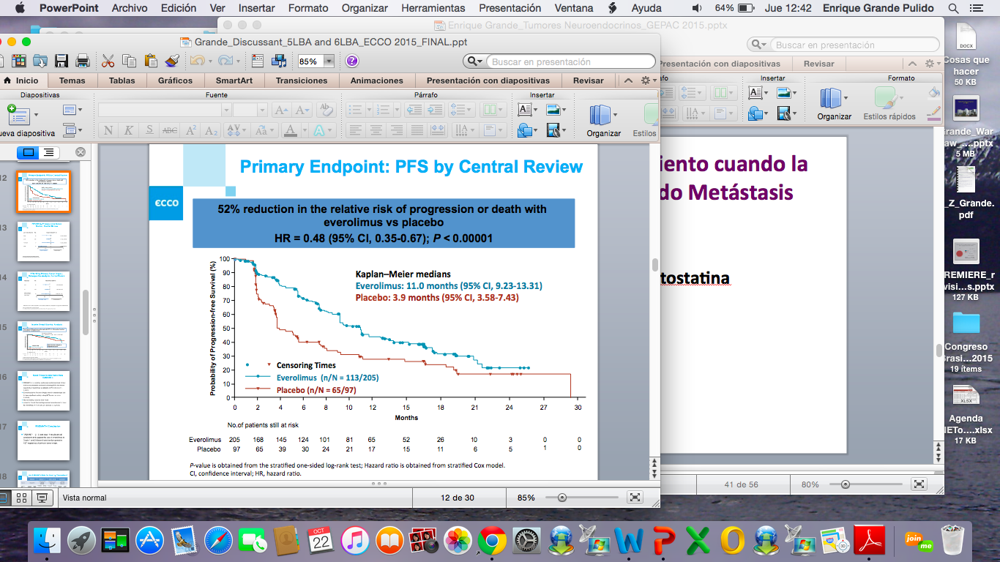 PowerPoint Archivo Edición Ver Insertar Formato Organizar Herramientas Presentación Ventana Ayuda 64% Jue 12:42 Enrique Grande Pulido
Enrique Grande_Tumores Neuroendocrinos_GEPAC 2015.pptx
Grande_Discussant_5LBA and 6LBA_ECCO 2015_FINAL.ppt
Buscar en presentación
85% Buscar en presentación
Inicio Temas Tablas Gráficos SmartArt Transiciones Animaciones Presentación con diapositivas Revisar
Presentación con diapositivas Revisar
Diapositivas Fuente Párrafo Insertar
Insertar Formato
ueva diapositiva
N K S ABC A² A₂ AV Aa A A
Organizar Estilos
Organizar Estilos rápidos
12
13
14
15
16
17
18
Primary Endpoint: PFS by Central Review
ECCO
52% reduction in the relative risk of progression or death with
everolimus vs placebo
HR = 0.48 (95% CI, 0.35-0.67); P < 0.00001
Probability of Progression-free Survival (%)
100
90
80
70
60
50
40
30
20
10
0
Kaplan–Meier medians
Everolimus: 11.0 months (95% CI, 9.23-13.31)
Placebo: 3.9 months (95% CI, 3.58-7.43)
Censoring Times
Everolimus (n/N = 113/205)
Placebo (n/N = 65/97)
0 2 4 6 8 10 12 15 18 21 24 27 30
Months
No.of patients still at risk
Everolimus 205 168 145 124 101 81 65 52 26 10 3 0 0
Placebo 97 65 39 30 24 21 17 15 11 6 5 1 0
P-value is obtained from the stratified one-sided log-rank test; Hazard ratio is obtained from stratified Cox model.
CI, confidence interval; HR, hazard ratio.
Vista normal 12 de 30 85%
iento cuando la
do Metástasis
tostatina
41 de 56 80%
DOCX
Cosas que
hacer
50 KB
Grande_War
aw_....pptx
5 MB
_Z_Grande.
pdf
REMIERE_r
visi...s.pptx
127 KB
Congreso
Brasi...2015
19 ítems
XLSX
Agenda
NETo....xlsx
17 KB
OCT
22
W P X O
join
me